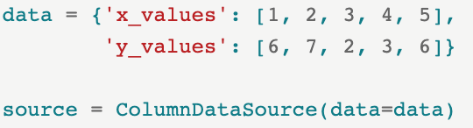 data = {'x_values': [1, 2, 3, 4, 5],
        'y_values': [6, 7, 2, 3, 6]}
source = ColumnDataSource(data=data)